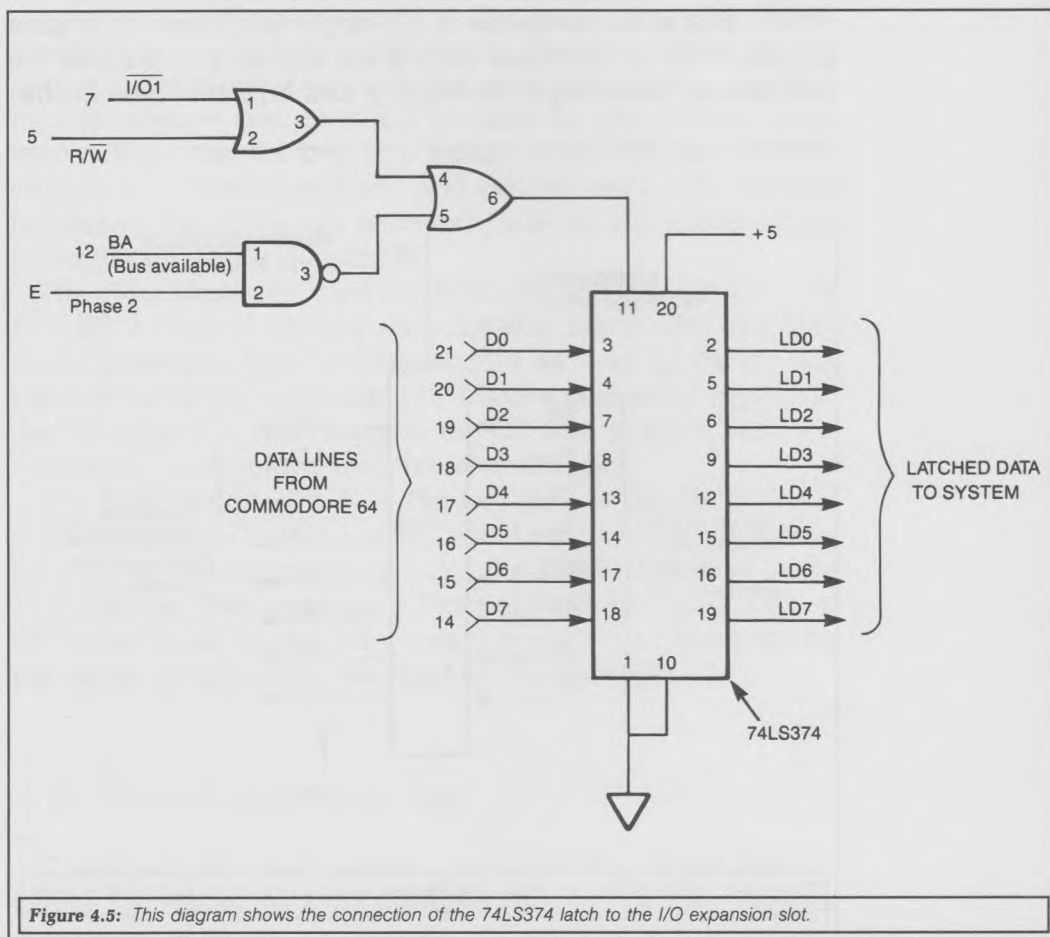 7 I/O1 1
3
5 R/W 2
4
6
5
12 BA 1
(Bus available) 3
E Phase 2 2
+5
11 20
21 D0 3 2 LD0
20 D1 4 5 LD1
19 D2 7 6 LD2
18 D3 8 9 LD3
17 D4 13 12 LD4
16 D5 14 15 LD5
15 D6 17 16 LD6
14 D7 18 19 LD7
DATA LINES
FROM
COMMODORE 64
LATCHED DATA
TO SYSTEM
1 10
74LS374
Figure 4.5: This diagram shows the connection of the 74LS374 latch to the I/O expansion slot.